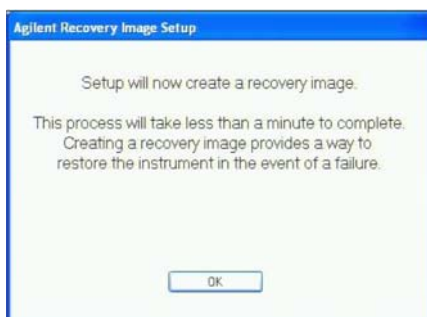 Agilent Recovery Image Setup
Setup will now create a recovery image.
This process will take less than a minute to complete.
Creating a recovery image provides a way to
restore the instrument in the event of a failure.
OK